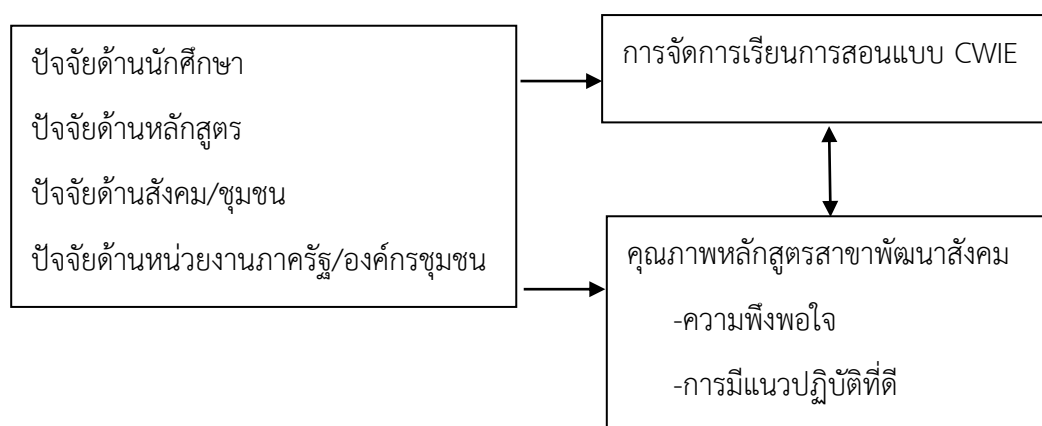 ปัจจัยด้านนักศึกษา
ปัจจัยด้านหลักสูตร
ปัจจัยด้านสังคม/ชุมชน
ปัจจัยด้านหน่วยงานภาครัฐ/องค์กรชุมชน
การจัดการเรียนการสอนแบบ CWIE
คุณภาพหลักสูตรสาขาพัฒนาสังคม
-ความพึงพอใจ
-การมีแนวปฏิบัติที่ดี